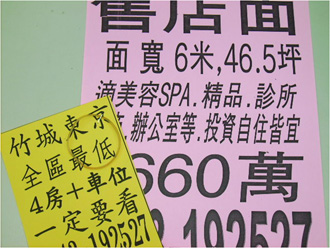 售店面
面寬6米,46.5坪
適美容SPA.精品.診所
辦公室等.投資自住皆宜
660萬
192527
竹城東京
全區最低
4房+車位
一定要看
192527